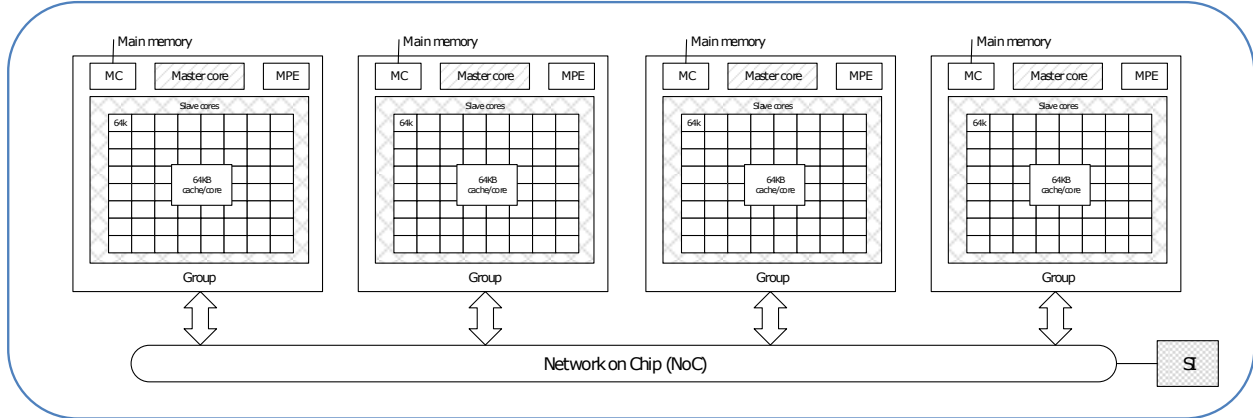 Main memory
Main memory
Main memory
Main memory
MC
Master core
MPE
MC
Master core
MPE
MC
Master core
MPE
MC
Master core
MPE
Slave cores
Slave cores
Slave cores
Slave cores
64k
64k
64k
64k
64KB
cache/core
64KB
cache/core
64KB
cache/core
64KB
cache/core
Group
Group
Group
Group
Network on Chip (NoC)
SI